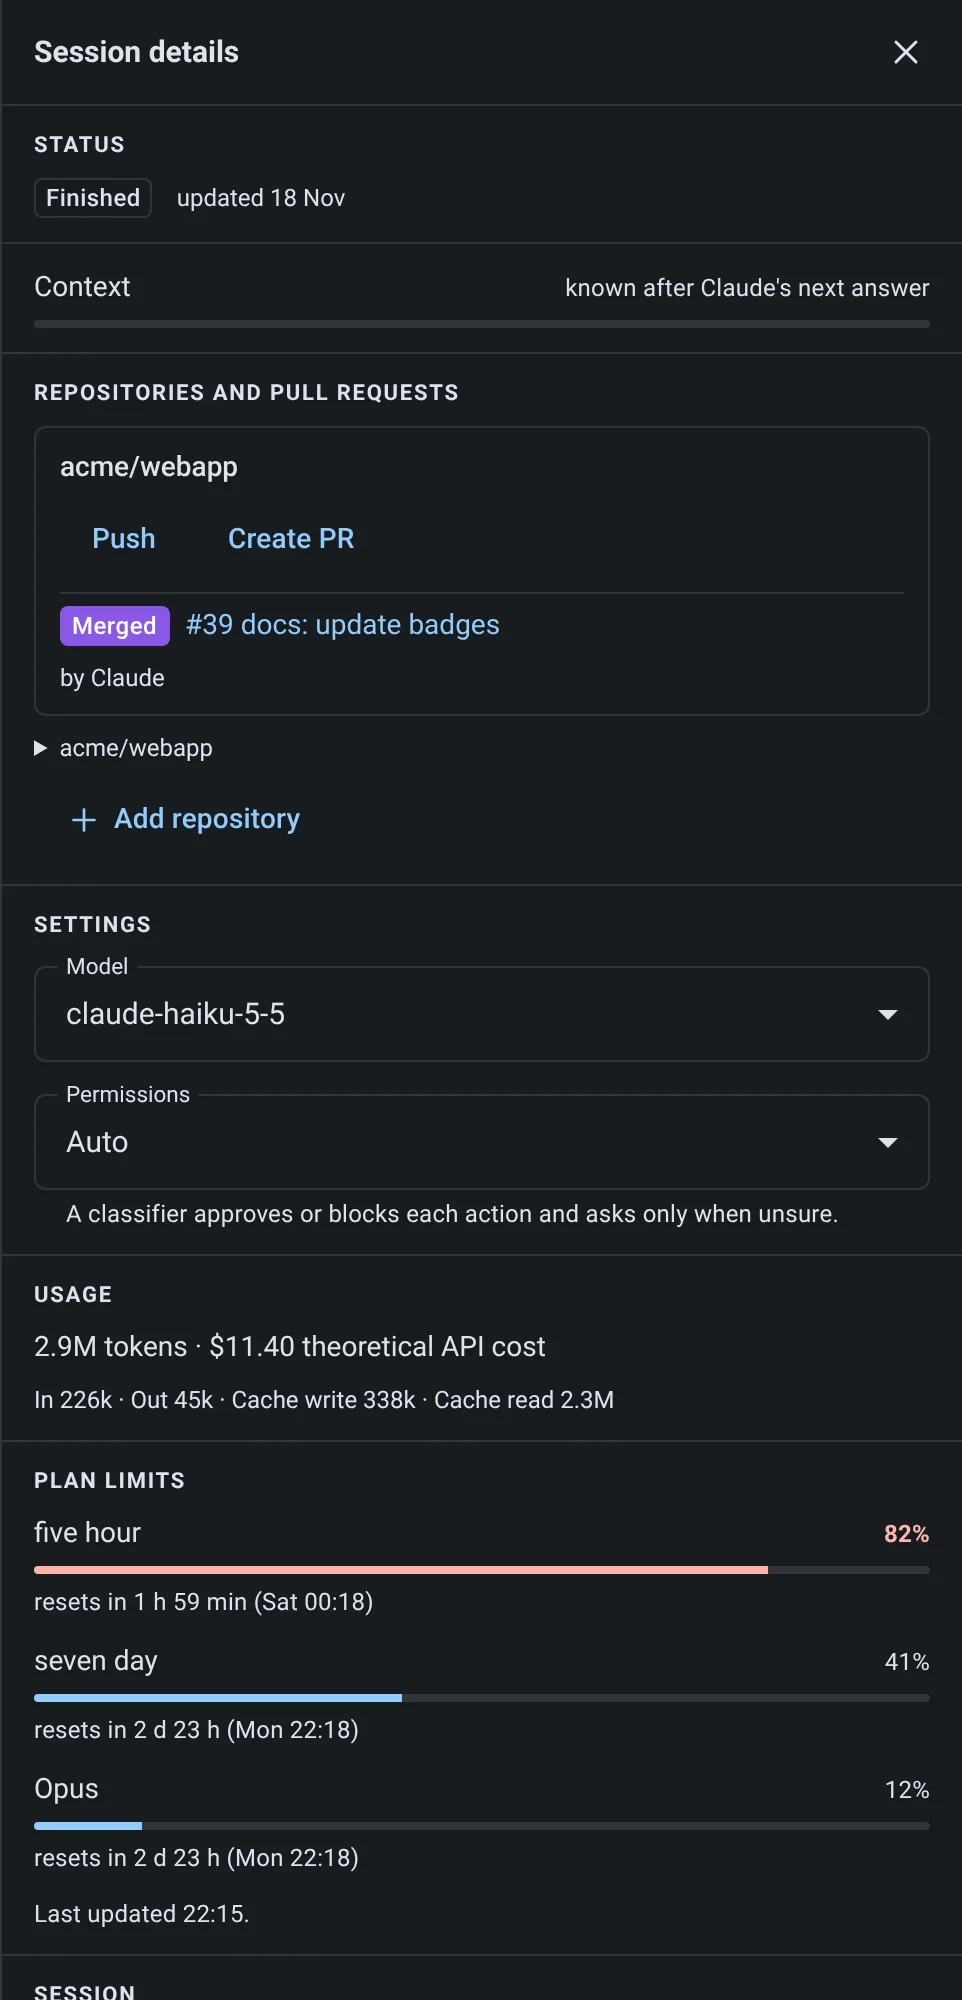 Session details
STATUS
Finished updated 18 Nov
Context known after Claude's next answer
REPOSITORIES AND PULL REQUESTS
acme/webapp
Push Create PR
Merged #39 docs: update badges
by Claude
acme/webapp
Add repository
SETTINGS
Model
claude-haiku-5-5
Permissions
Auto
A classifier approves or blocks each action and asks only when unsure.
USAGE
2.9M tokens · $11.40 theoretical API cost
In 226k · Out 45k · Cache write 338k · Cache read 2.3M
PLAN LIMITS
five hour 82%
resets in 1 h 59 min (Sat 00:18)
seven day 41%
resets in 2 d 23 h (Mon 22:18)
Opus 12%
resets in 2 d 23 h (Mon 22:18)
Last updated 22:15.
SESSION